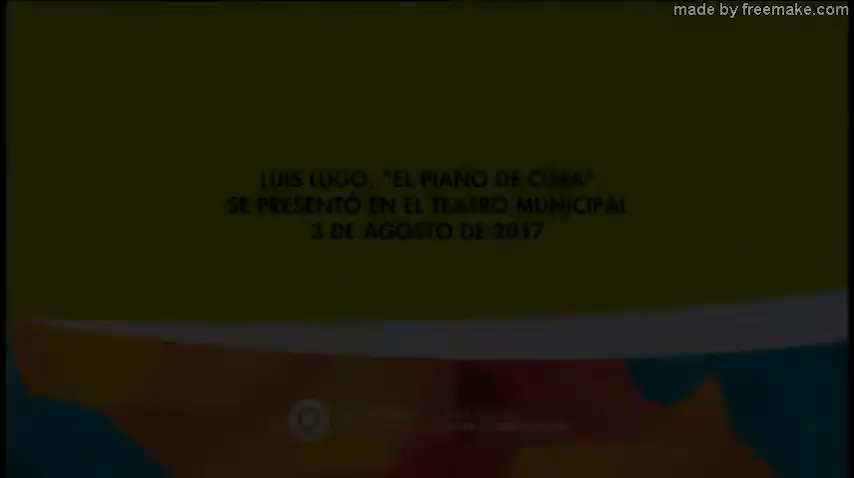 made by freemake.com
LUIS LUGO, "EL PIANO DE CUBA"
SE PRESENTÓ EN EL TEATRO MUNICIPAL
3 DE AGOSTO DE 2017